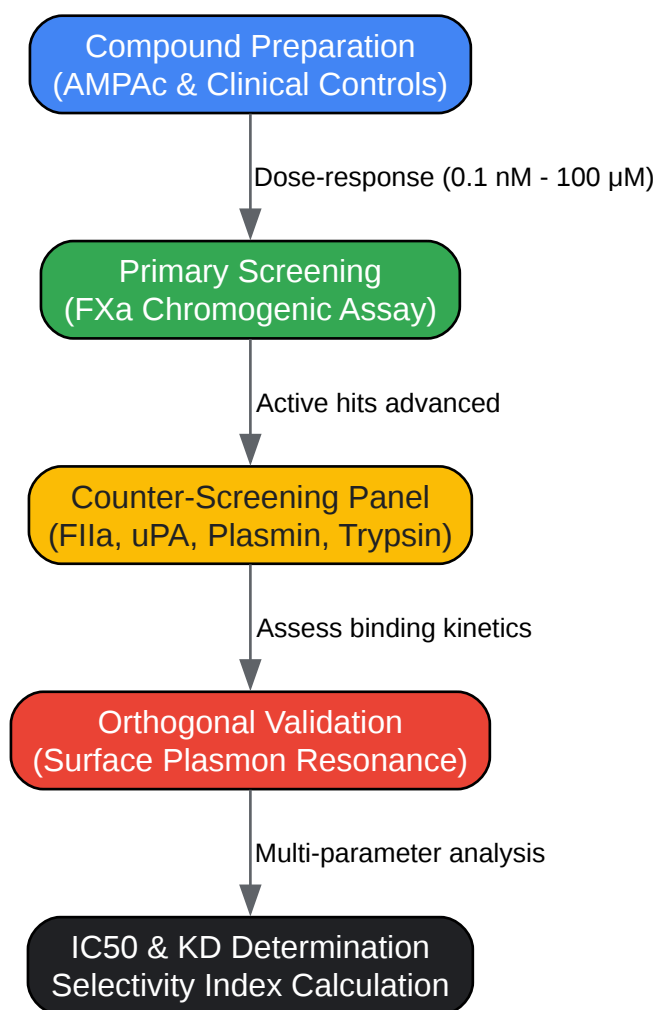 Compound Preparation
(AMPAc & Clinical Controls)
Dose-response (0.1 nM - 100 μM)
Primary Screening
(FXa Chromogenic Assay)
Active hits advanced
Counter-Screening Panel
(FIIa, uPA, Plasmin, Trypsin)
Assess binding kinetics
Orthogonal Validation
(Surface Plasmon Resonance)
Multi-parameter analysis
IC50 & KD Determination
Selectivity Index Calculation